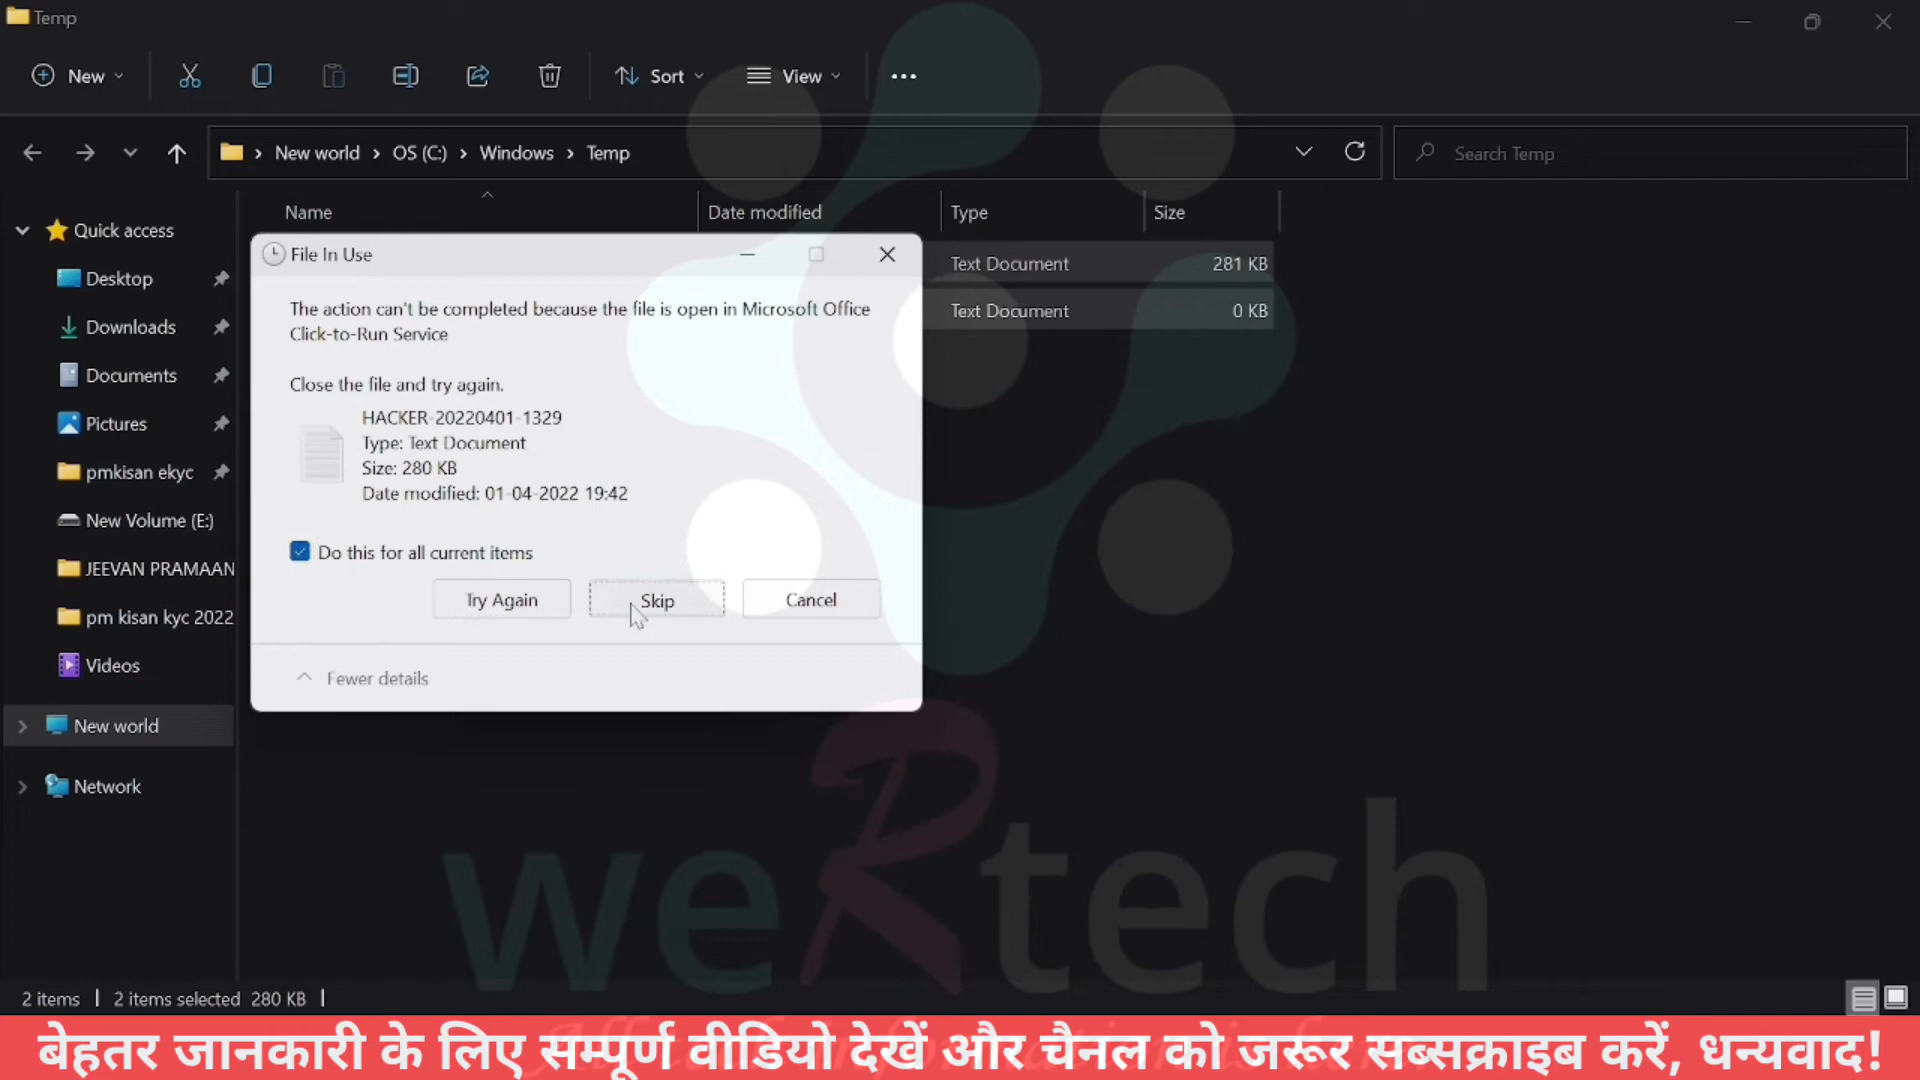 Temp
New
Sort
View
New world > OS (C:) > Windows > Temp
Search Temp
Name
Date modified
Type
Size
Quick access
Desktop
Downloads
Documents
Pictures
pmkisan ekyc
New Volume (E:)
JEEVAN PRAMAAN
pm kisan kyc 2022
Videos
New world
Network
Text Document 281 KB
Text Document 0 KB
File In Use
The action can't be completed because the file is open in Microsoft Office
Click-to-Run Service
Close the file and try again.
HACKER-20220401-1329
Type: Text Document
Size: 280 KB
Date modified: 01-04-2022 19:42
Do this for all current items
Try Again
Skip
Cancel
Fewer details
weRtech
2 items
2 items selected 280 KB
बेहतर जानकारी के लिए सम्पूर्ण वीडियो देखें और चैनल को जरूर सब्सक्राइब करें, धन्यवाद!